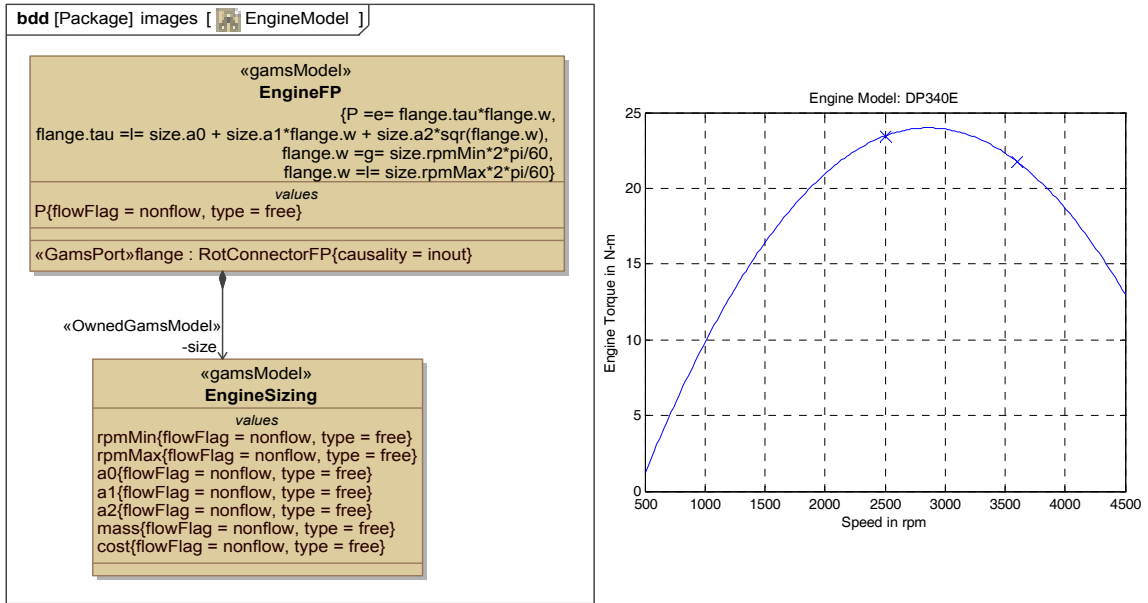 bdd [Package] images [ EngineModel ]
«gamsModel»
EngineFP
{P =e= flange.tau*flange.w,
flange.tau =l= size.a0 + size.a1*flange.w + size.a2*sqr(flange.w),
flange.w =g= size.rpmMin*2*pi/60,
flange.w =l= size.rpmMax*2*pi/60}
values
P{flowFlag = nonflow, type = free}
«GamsPort»flange : RotConnectorFP{causality = inout}
«OwnedGamsModel»
-size
«gamsModel»
EngineSizing
values
rpmMin{flowFlag = nonflow, type = free}
rpmMax{flowFlag = nonflow, type = free}
a0{flowFlag = nonflow, type = free}
a1{flowFlag = nonflow, type = free}
a2{flowFlag = nonflow, type = free}
mass{flowFlag = nonflow, type = free}
cost{flowFlag = nonflow, type = free}
Engine Model: DP340E
Engine Torque in N-m
25
20
15
10
5
0
500 1000 1500 2000 2500 3000 3500 4000 4500
Speed in rpm